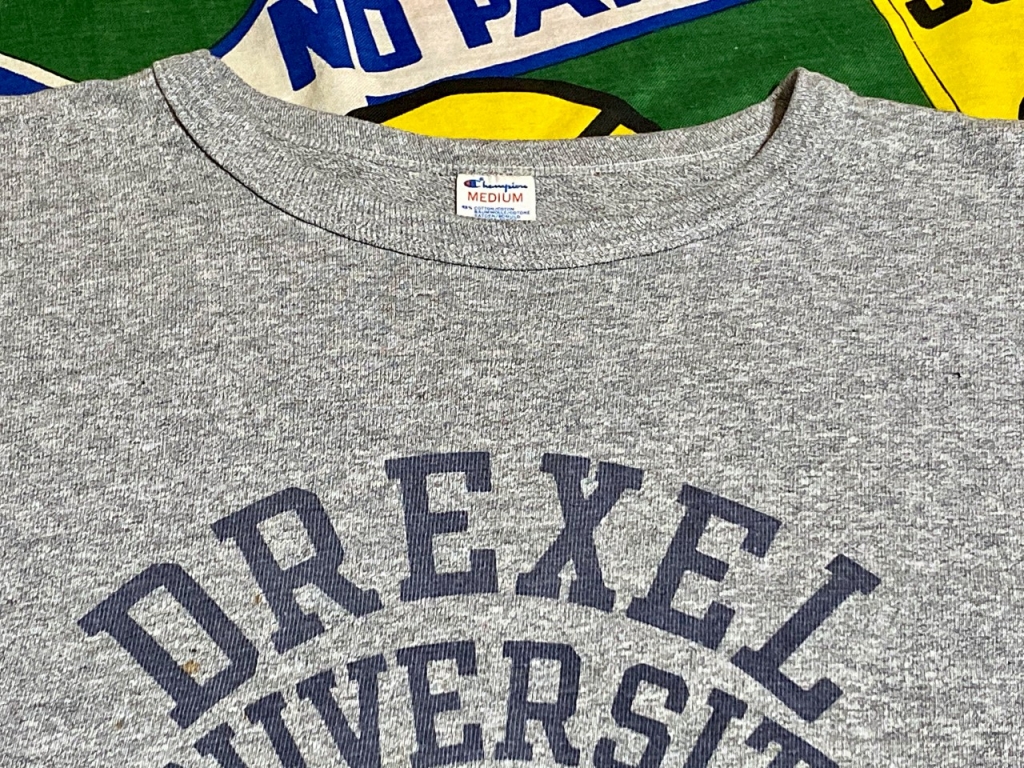 NO PA
Champion
MEDIUM
DREXEL
UNIVERSIT